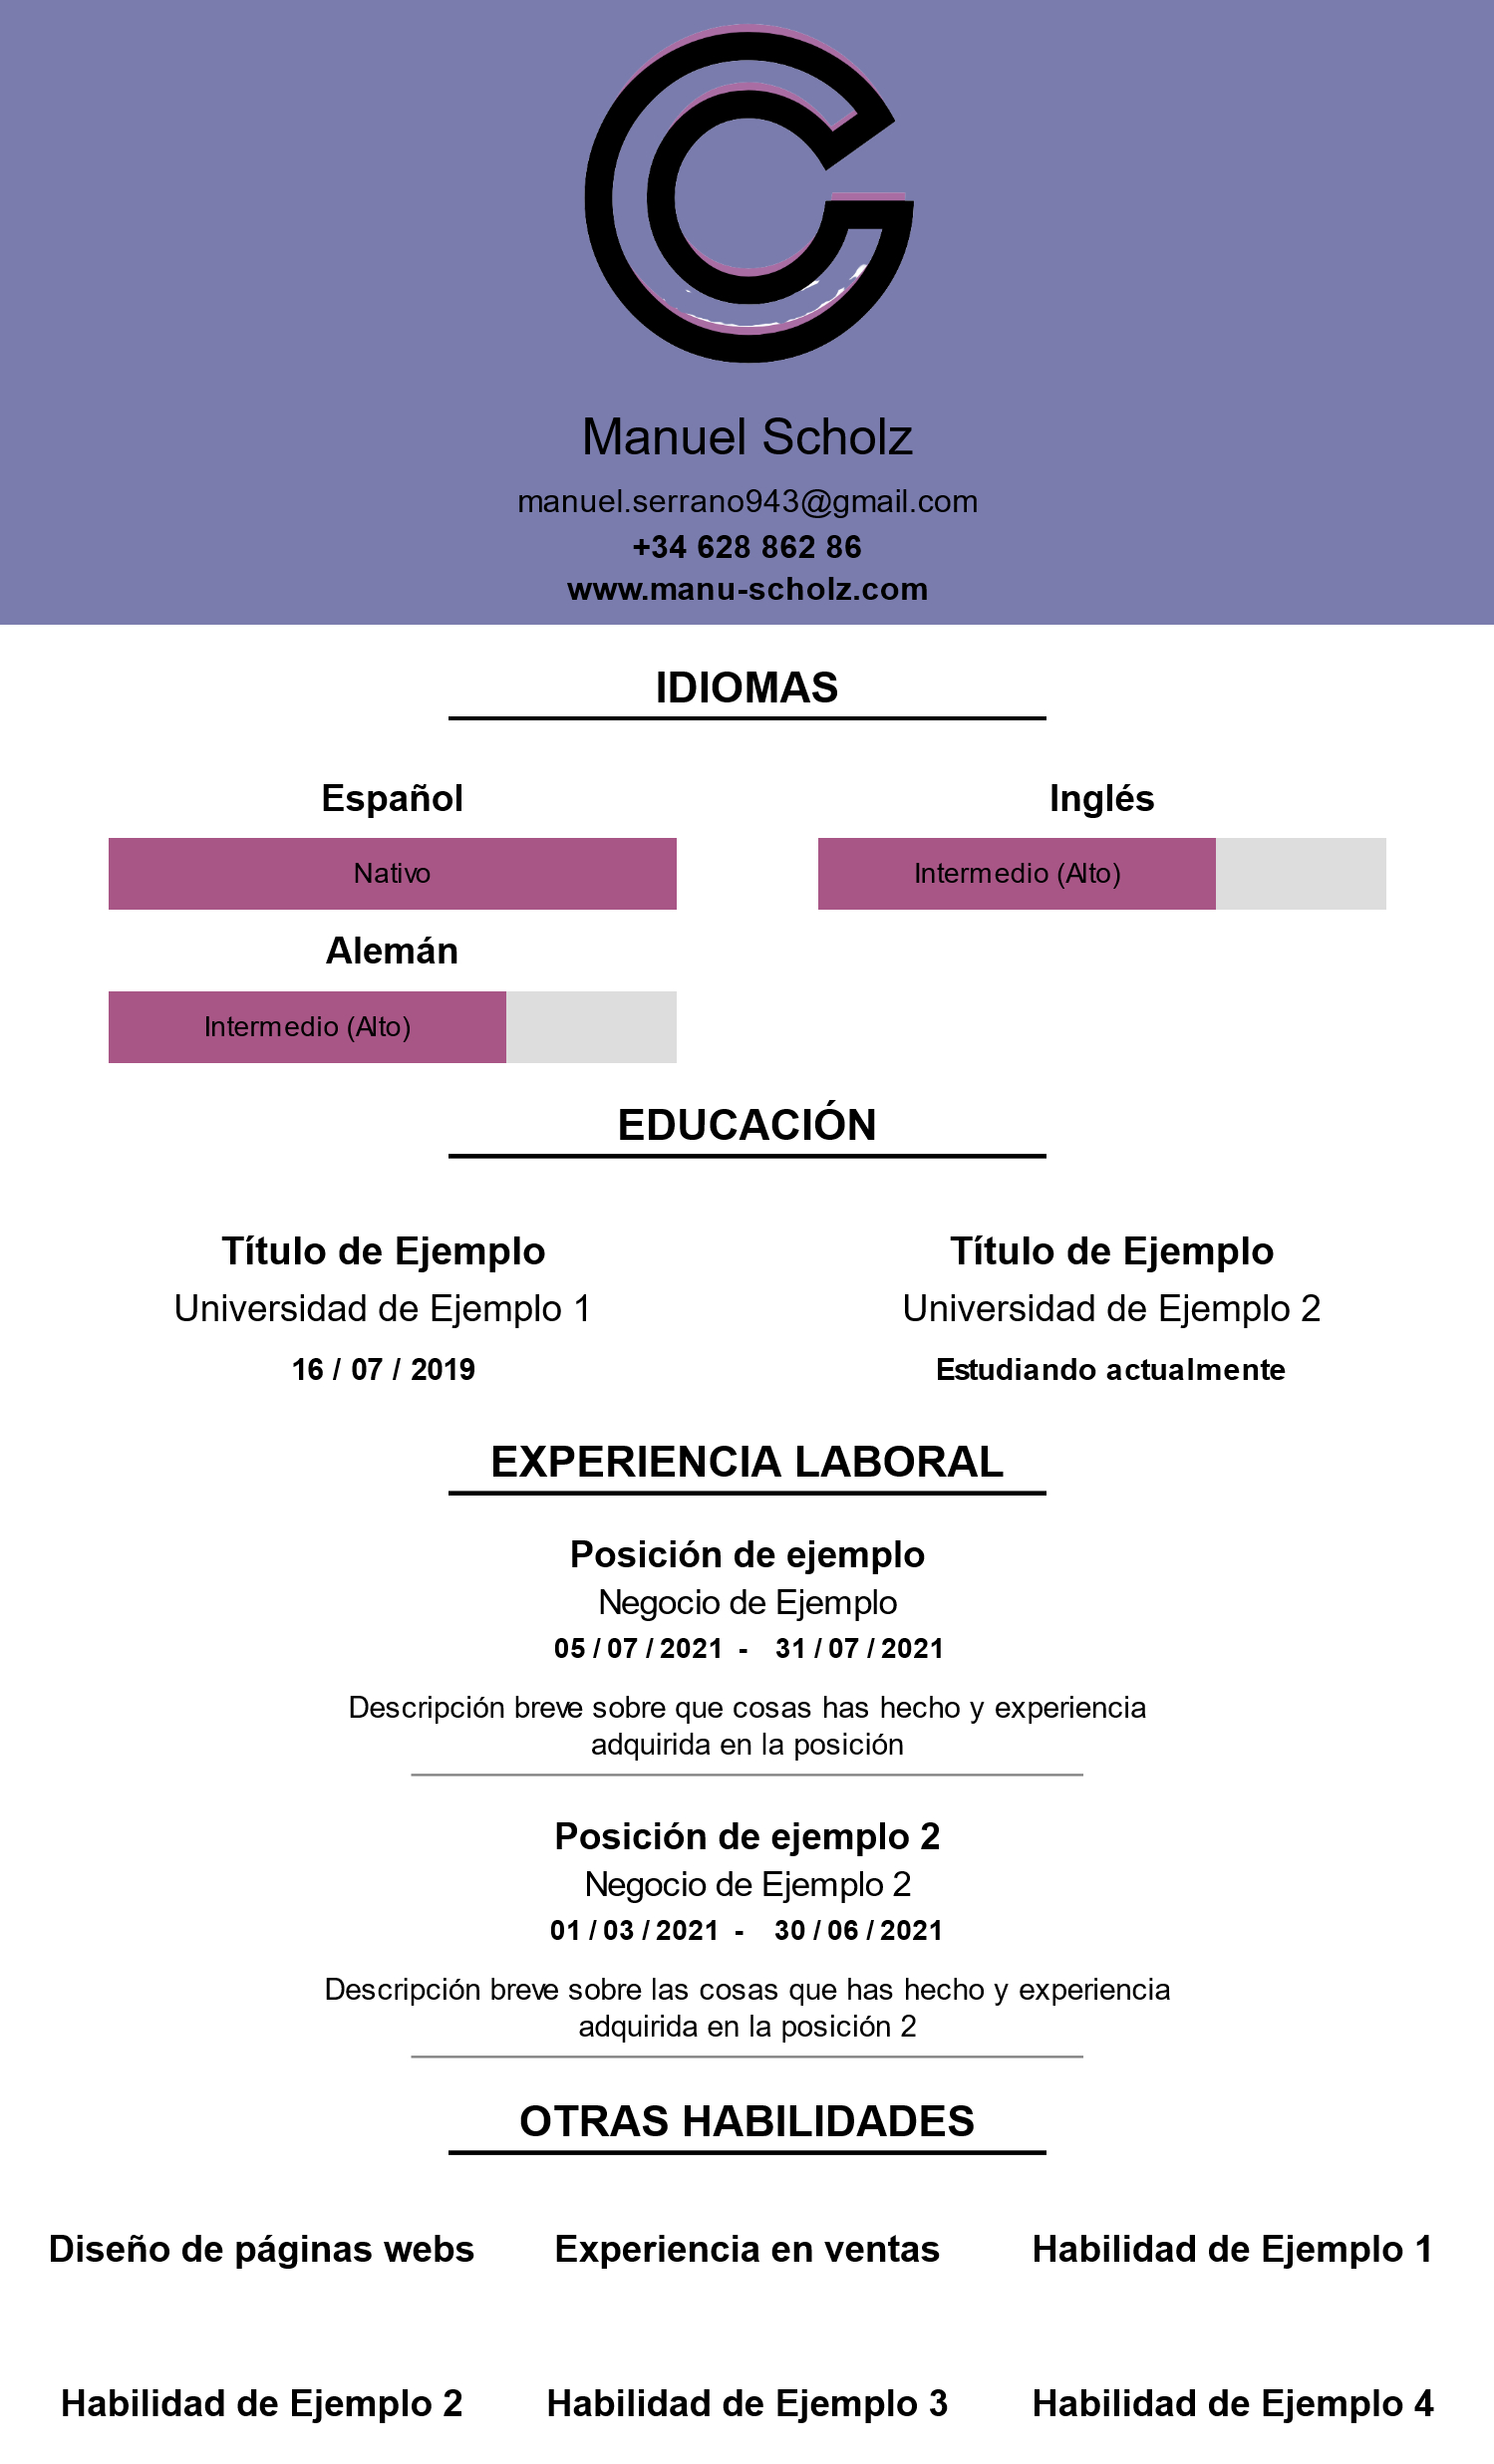 Manuel Scholz
manuel.serrano943@gmail.com
+34 628 862 86
www.manu-scholz.com
IDIOMAS
Español
Nativo
Inglés
Intermedio (Alto)
Alemán
Intermedio (Alto)
EDUCACIÓN
Título de Ejemplo
Universidad de Ejemplo 1
16 / 07 / 2019
Título de Ejemplo
Universidad de Ejemplo 2
Estudiando actualmente
EXPERIENCIA LABORAL
Posición de ejemplo
Negocio de Ejemplo
05 / 07 / 2021 - 31 / 07 / 2021
Descripción breve sobre que cosas has hecho y experiencia
adquirida en la posición
Posición de ejemplo 2
Negocio de Ejemplo 2
01 / 03 / 2021 - 30 / 06 / 2021
Descripción breve sobre las cosas que has hecho y experiencia
adquirida en la posición 2
OTRAS HABILIDADES
Diseño de páginas webs
Experiencia en ventas
Habilidad de Ejemplo 1
Habilidad de Ejemplo 2
Habilidad de Ejemplo 3
Habilidad de Ejemplo 4